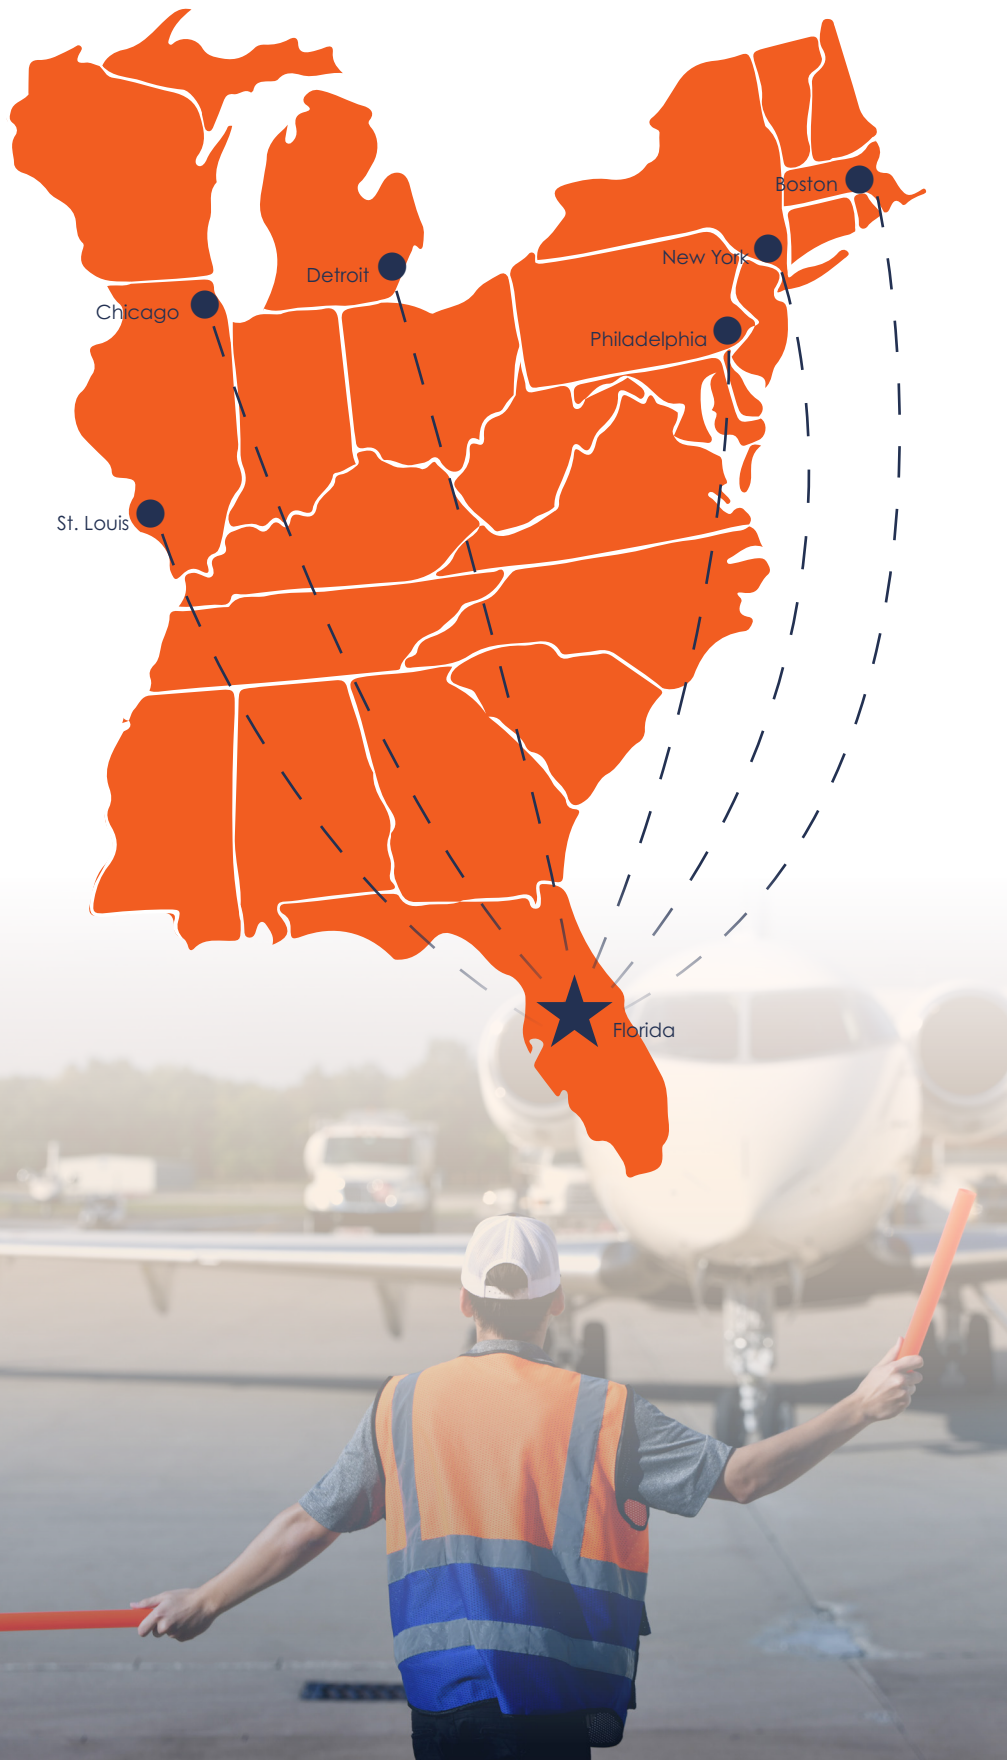 Boston
New York
Detroit
Chicago
Philadelphia
St. Louis
Florida